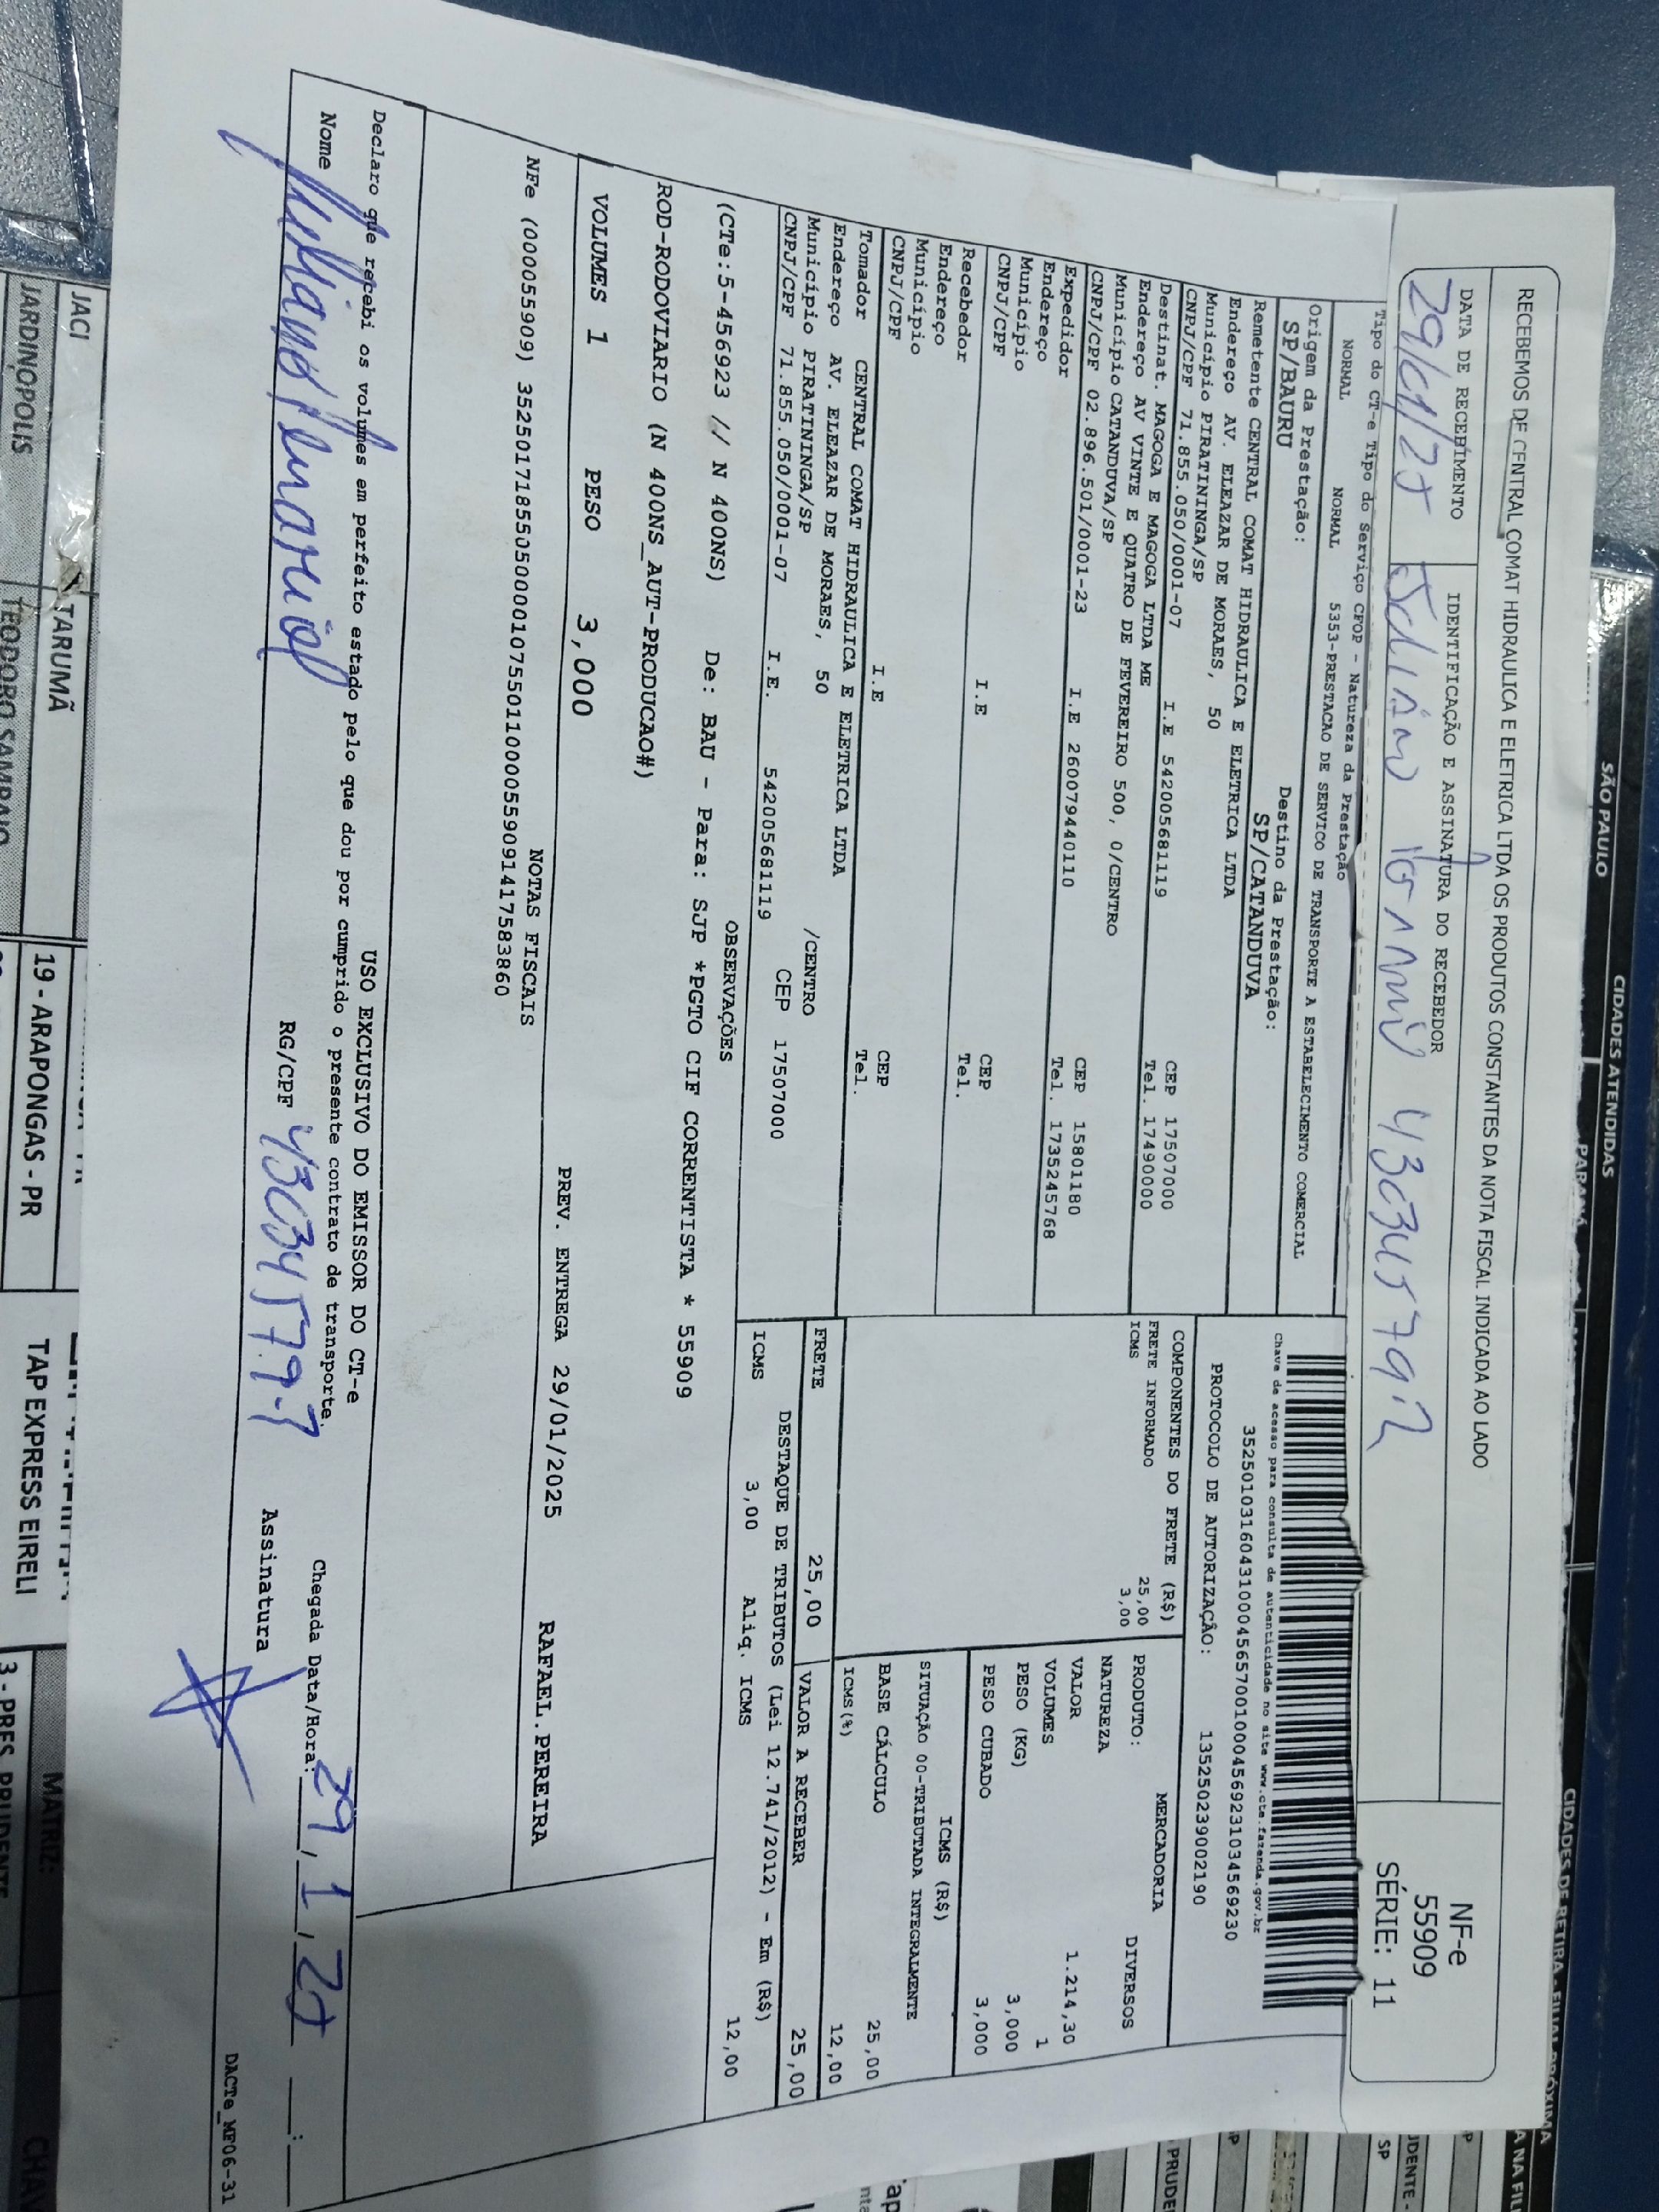 RECEBEMOS DE CENTRAL COMAT HIDRAULICA E ELETRICA LTDA OS PRODUTOS CONSTANTES DA NOTA FISCAL INDICADA AO LADO
DATA DE RECEBIMENTO IDENTIFICAÇÃO E ASSINATURA DO RECEBEDOR
NF-e
55909
SÉRIE: 11
29/01/25
Tipo do CT-e Tipo do Serviço CFOP - Natureza da Prestação
NORMAL NORMAL 5353-PRESTACAO DE SERVICO DE TRANSPORTE A ESTABELECIMENTO COMERCIAL
Origem da Prestação: Destino da Prestação:
SP/BAURU SP/CATANDUVA
Chave de acesso para consulta de autenticidade no site www.cte.fazenda.gov.br
35250103160431000456570010004569231034569230
PROTOCOLO DE AUTORIZAÇÃO: 135250239002190
Remetente CENTRAL COMAT HIDRAULICA E ELETRICA LTDA
Endereço AV. ELEAZAR DE MORAES, 50
Município PIRATININGA/SP CEP 17507000
CNPJ/CPF 71.855.050/0001-07 I.E 542005681119 Tel. 17490000
Destinat. MAGOGA E MAGOGA LTDA ME
Endereço AV VINTE E QUATRO DE FEVEREIRO 500, 0/CENTRO
Município CATANDUVA/SP CEP 15801180
CNPJ/CPF 02.896.501/0001-23 I.E 260079440110 Tel. 1735245768
Expedidor
Endereço
Município CEP
CNPJ/CPF I.E Tel.
Recebedor
Endereço
Município CEP
CNPJ/CPF I.E Tel.
Tomador CENTRAL COMAT HIDRAULICA E ELETRICA LTDA
Endereço AV. ELEAZAR DE MORAES, 50 /CENTRO
Município PIRATININGA/SP
CNPJ/CPF 71.855.050/0001-07 I.E. 542005681119 CEP 17507000
COMPONENTES DO FRETE (R$)
FRETE INFORMADO 25,00
ICMS 3,00
MERCADORIA
PRODUTO: DIVERSOS
NATUREZA
VALOR 1.214,30
VOLUMES 1
PESO (KG) 3,000
PESO CUBADO 3,000
ICMS (R$)
SITUAÇÃO 00-TRIBUTADA INTEGRALMENTE
BASE CÁLCULO 25,00
ICMS(%) 12,00
FRETE 25,00 VALOR A RECEBER 25,00
DESTAQUE DE TRIBUTOS (Lei 12.741/2012) - Em (R$)
ICMS 3,00 Aliq. ICMS 12,00
OBSERVAÇÕES
(CTe:5-456923 // N 400NS) De: BAU - Para: SJP *PGTO CIF CORRENTISTA * 55909
ROD-RODOVIARIO (N 400NS_AUT-PRODUCAO#)
VOLUMES 1 PESO 3,000 PREV. ENTREGA 29/01/2025 RAFAEL.PEREIRA
NOTAS FISCAIS
NFe (000055909) 35250171855050000107550110000559091417583860
USO EXCLUSIVO DO EMISSOR DO CT-e
Declaro que recebi os volumes em perfeito estado pelo que dou por cumprido o presente contrato de transporte.
Chegada Data/Hora: 29, 1, 25 __:__
Nome RG/CPF 43034579-7 Assinatura
DACTe_MF06-31
SÃO PAULO
CIDADES ATENDIDAS
JACI
JARDINOPOLIS
TARUMÃ
19 - ARAPONGAS - PR
TAP EXPRESS EIRELI
MATRIZ: